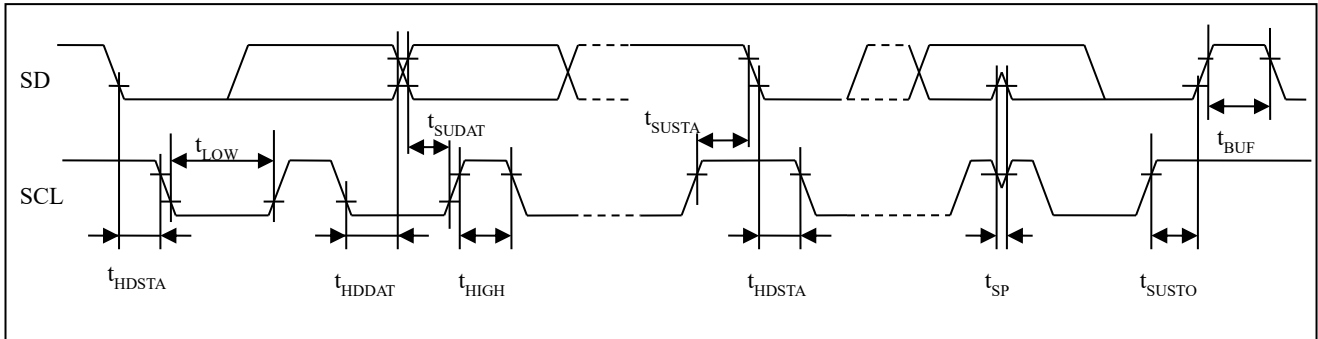 SD
tSUDAT
tSUSTA
tBUF
tLOW
SCL
tHDSTA
tHDDAT
tHIGH
tHDSTA
tSP
tSUSTO